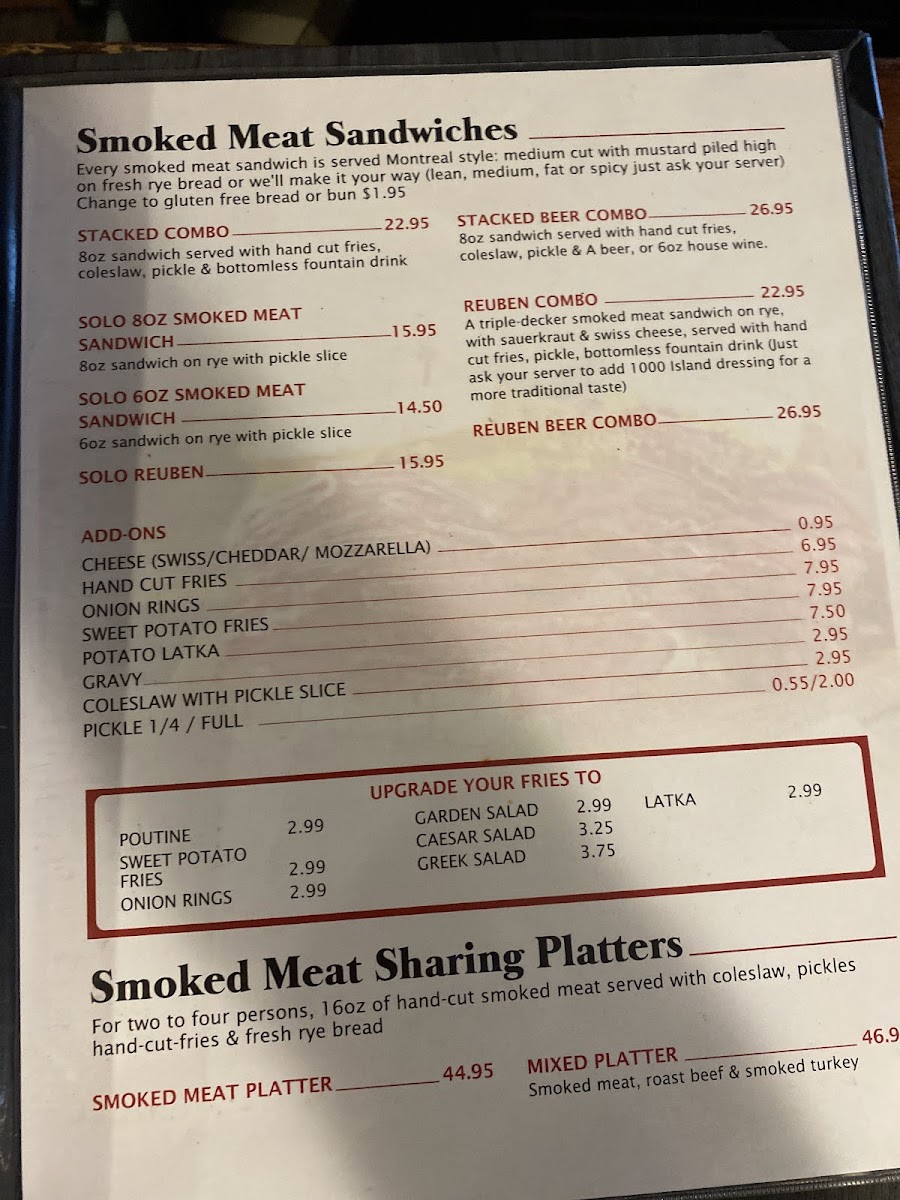 Smoked Meat Sandwiches
Every smoked meat sandwich is served Montreal style: medium cut with mustard piled high
on fresh rye bread or we'll make it your way (lean, medium, fat or spicy just ask your server)
Change to gluten free bread or bun $1.95
STACKED COMBO 22.95
8oz sandwich served with hand cut fries,
coleslaw, pickle & bottomless fountain drink
SOLO 8OZ SMOKED MEAT
SANDWICH 15.95
8oz sandwich on rye with pickle slice
SOLO 6OZ SMOKED MEAT
SANDWICH 14.50
6oz sandwich on rye with pickle slice
SOLO REUBEN 15.95
STACKED BEER COMBO 26.95
8oz sandwich served with hand cut fries,
coleslaw, pickle & A beer, or 6oz house wine.
REUBEN COMBO 22.95
A triple-decker smoked meat sandwich on rye,
with sauerkraut & swiss cheese, served with hand
cut fries, pickle, bottomless fountain drink (Just
ask your server to add 1000 Island dressing for a
more traditional taste)
REUBEN BEER COMBO 26.95
ADD-ONS
CHEESE (SWISS/CHEDDAR/ MOZZARELLA) 0.95
HAND CUT FRIES 6.95
ONION RINGS 7.95
SWEET POTATO FRIES 7.95
POTATO LATKA 7.50
GRAVY 2.95
COLESLAW WITH PICKLE SLICE 2.95
PICKLE 1/4 / FULL 0.55/2.00
UPGRADE YOUR FRIES TO
POUTINE 2.99
SWEET POTATO
FRIES 2.99
ONION RINGS 2.99
GARDEN SALAD 2.99
CAESAR SALAD 3.25
GREEK SALAD 3.75
LATKA 2.99
Smoked Meat Sharing Platters
For two to four persons, 16oz of hand-cut smoked meat served with coleslaw, pickles
hand-cut-fries & fresh rye bread
SMOKED MEAT PLATTER 44.95
MIXED PLATTER 46.9
Smoked meat, roast beef & smoked turkey